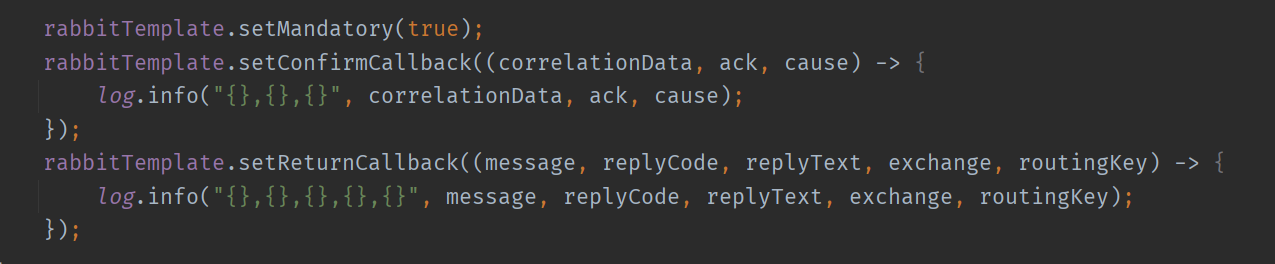 rabbitTemplate.setMandatory(true);
rabbitTemplate.setConfirmCallback((correlationData, ack, cause) -> {
    log.info("{},{},{}", correlationData, ack, cause);
});
rabbitTemplate.setReturnCallback((message, replyCode, replyText, exchange, routingKey) -> {
    log.info("{},{},{},{},{}", message, replyCode, replyText, exchange, routingKey);
});